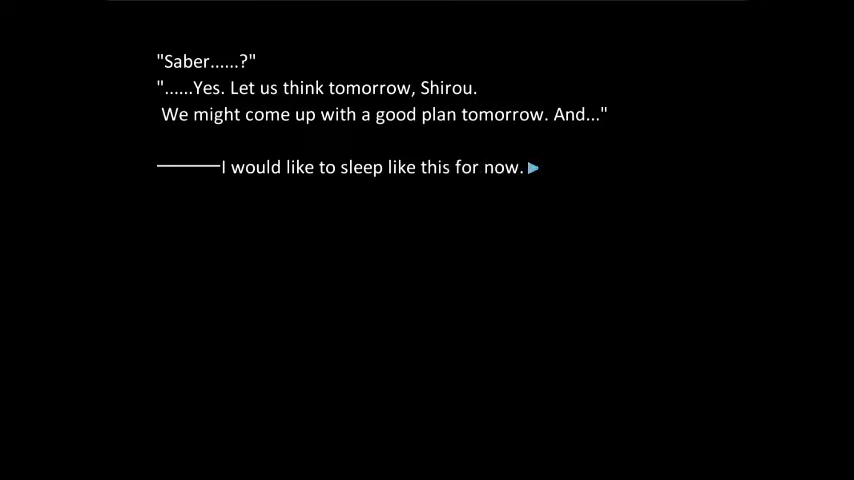 "Saber......?"
"......Yes. Let us think tomorrow, Shirou.
We might come up with a good plan tomorrow. And..."
————I would like to sleep like this for now.